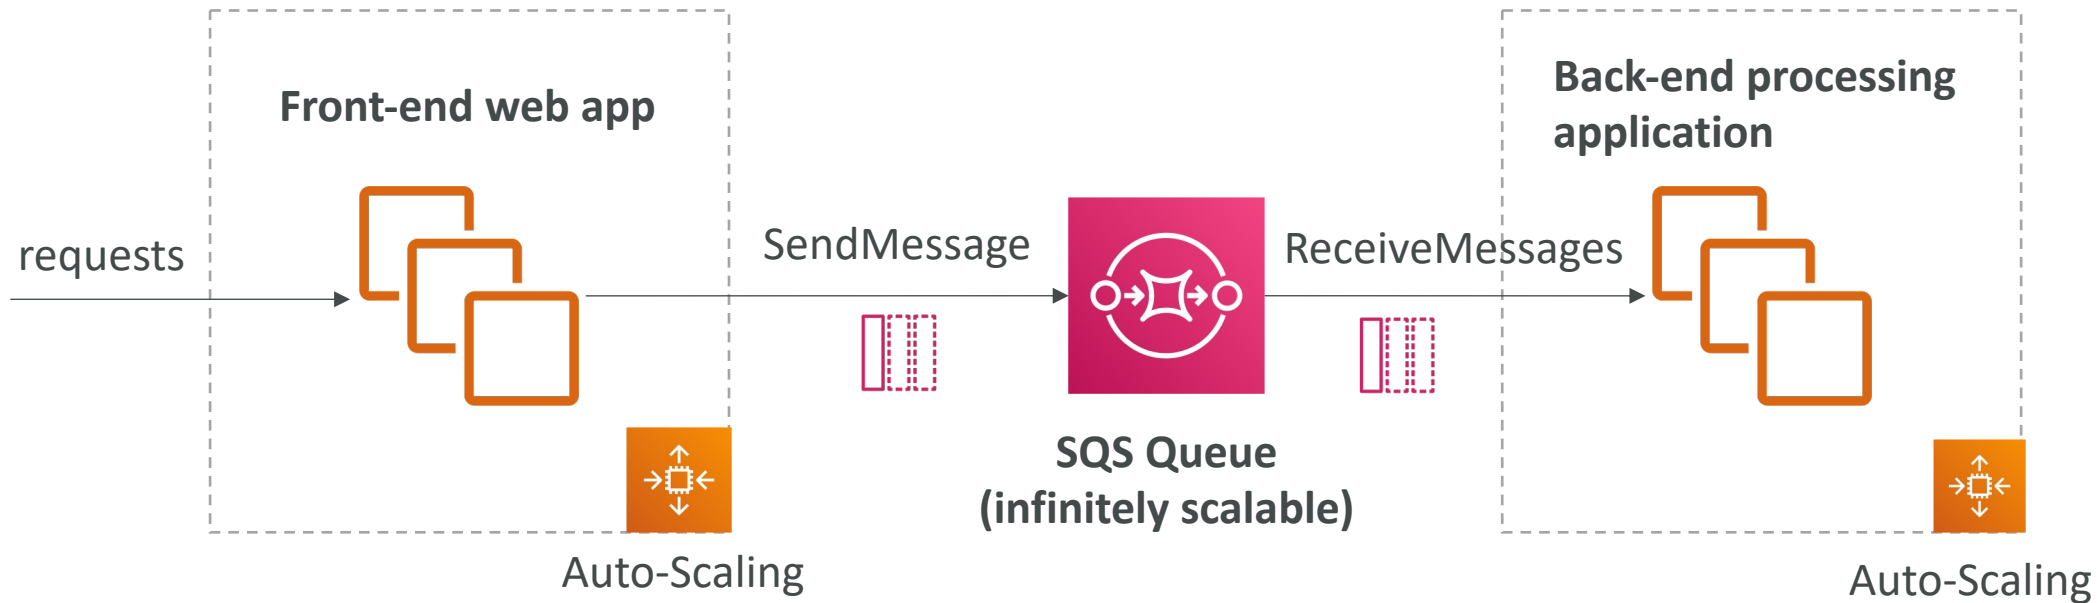 Front-end web app
Back-end processing
application
requests
SendMessage
ReceiveMessages
SQS Queue
(infinitely scalable)
Auto-Scaling
Auto-Scaling